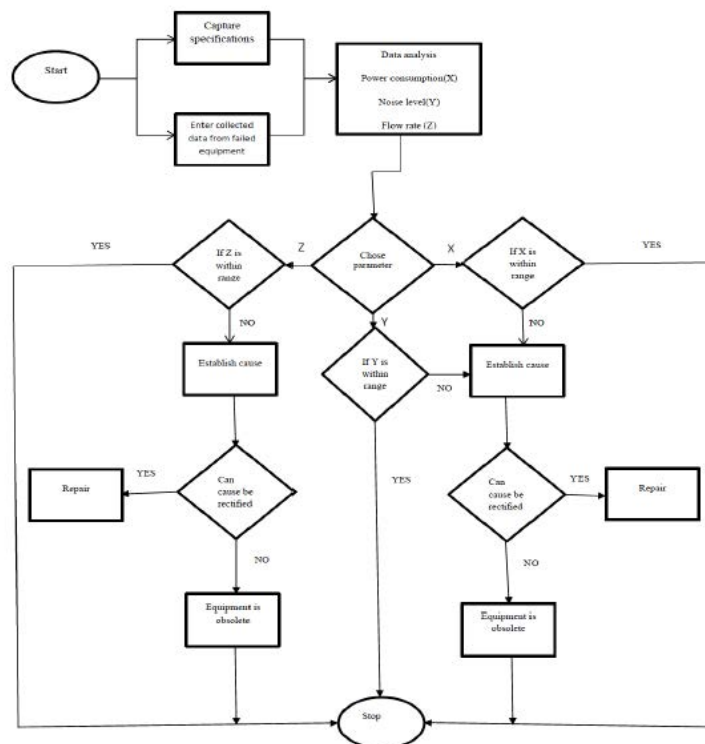 Start
Capture
specifications
Enter collected
data from failed
equipment
Data analysis
Power consumption(X)
Noise level(Y)
Flow rate (Z)
YES
If Z is
within
range
Z
Chose
parameter
X
If X is
within
range
YES
NO
Y
NO
Establish cause
If Y is
within
range
NO
Establish cause
Repair
YES
Can
cause be
rectified
YES
Can
cause be
rectified
YES
Repair
NO
NO
Equipment is
obsolete
Equipment is
obsolete
Stop